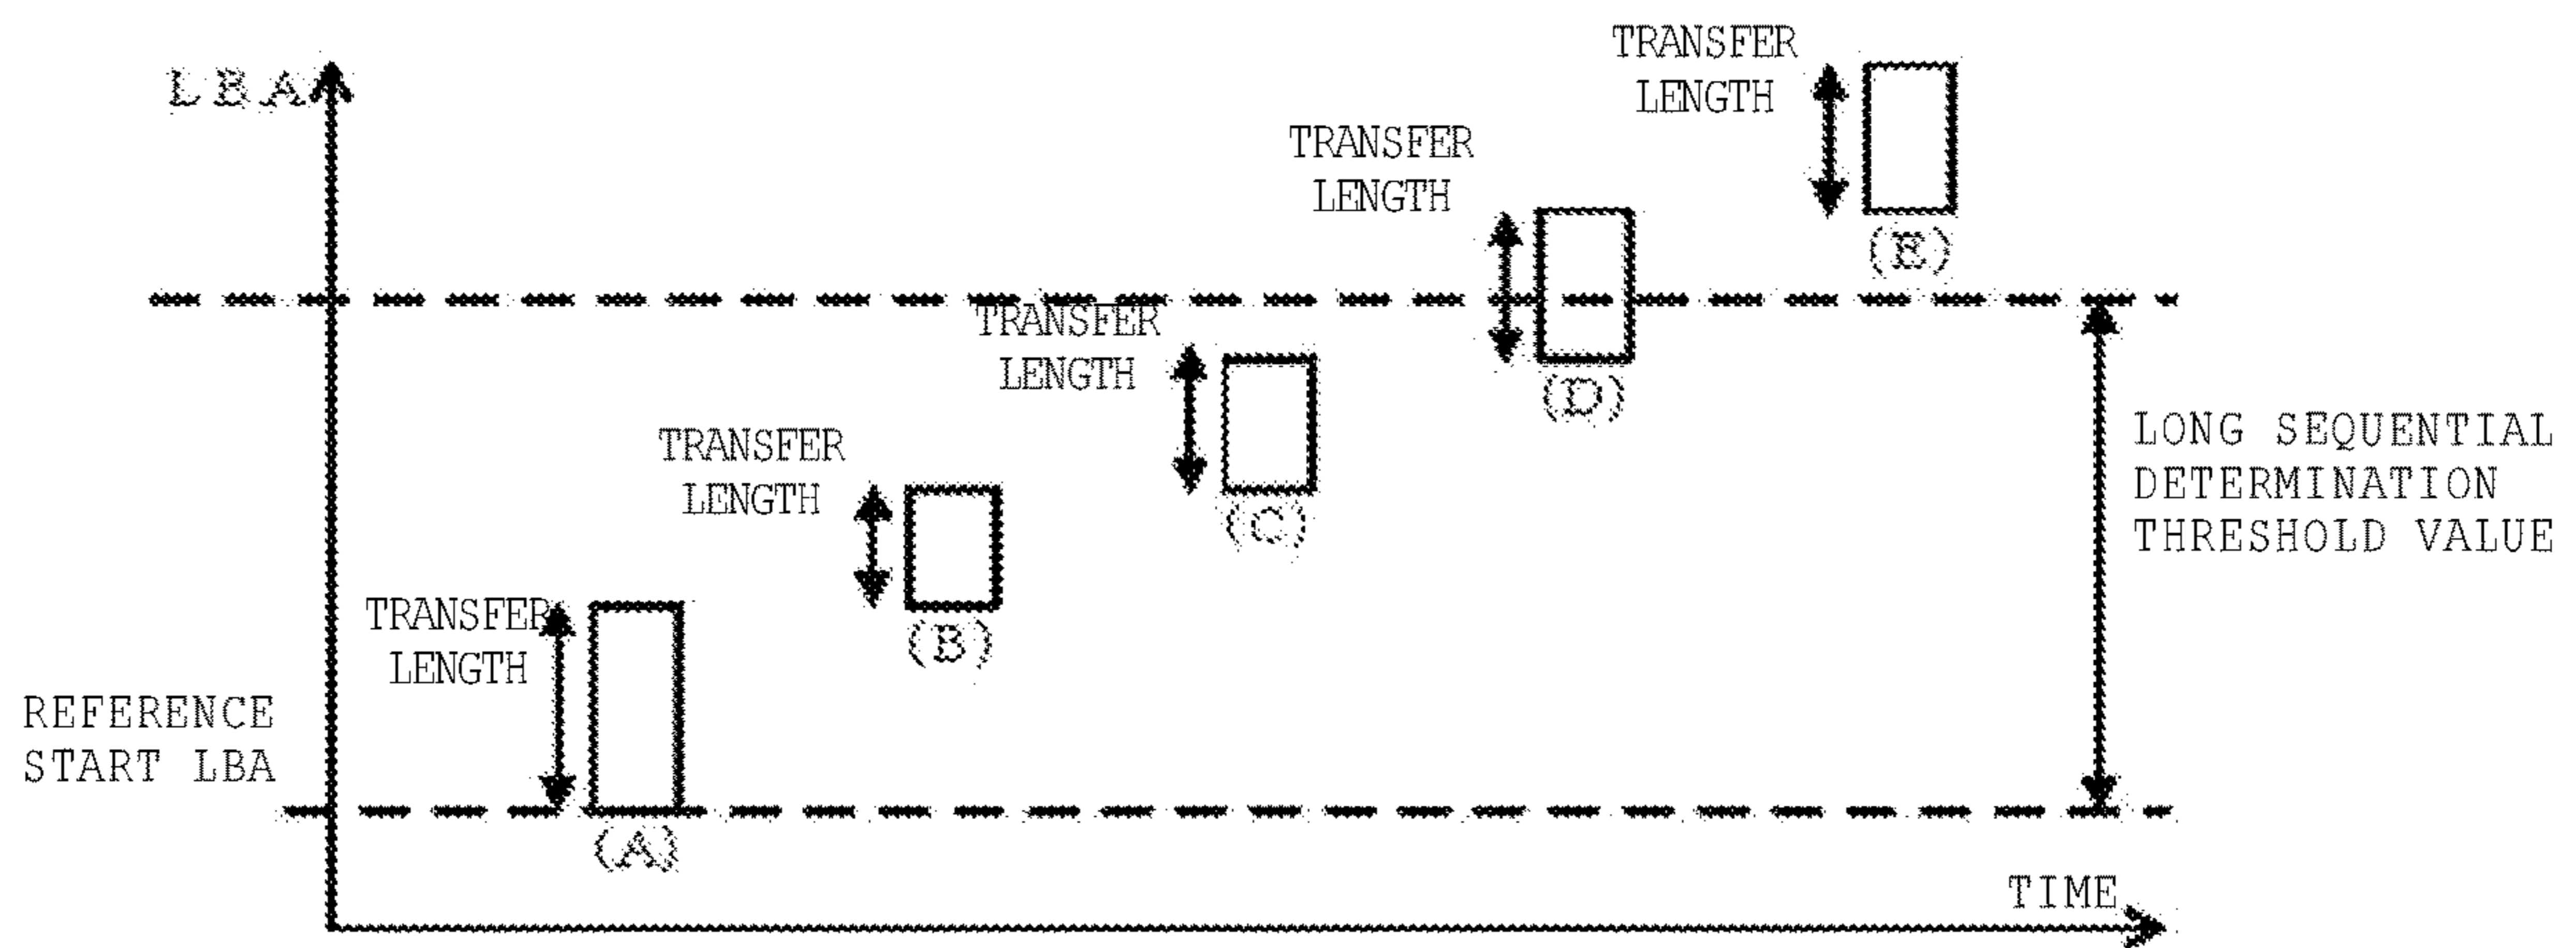 LBA
TRANSFER
LENGTH
(E)
TRANSFER
LENGTH
(D)
TRANSFER
LENGTH
(C)
TRANSFER
LENGTH
(B)
TRANSFER
LENGTH
(A)
LONG SEQUENTIAL
DETERMINATION
THRESHOLD VALUE
REFERENCE
START LBA
TIME